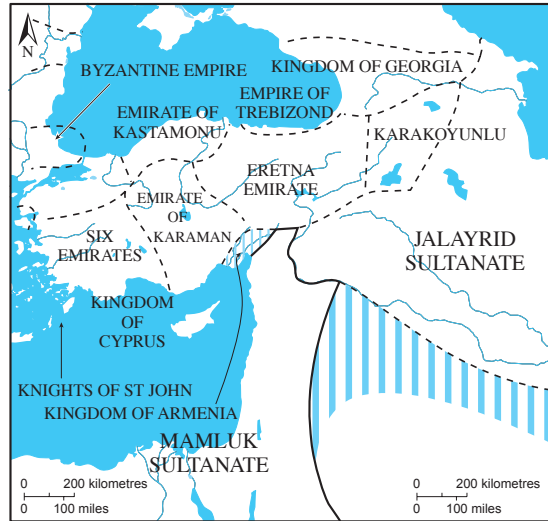 N
BYZANTINE EMPIRE
KINGDOM OF GEORGIA
EMIRATE OF
KASTAMONU
EMPIRE OF
TREBIZOND
KARAKOYUNLU
ERETNA
EMIRATE
EMIRATE
OF
KARAMAN
SIX
EMIRATES
JALAYRID
SULTANATE
KINGDOM
OF
CYPRUS
KNIGHTS OF ST JOHN
KINGDOM OF ARMENIA
MAMLUK
SULTANATE
0 200 kilometres
0 100 miles
0 200 kilometres
0 100 miles